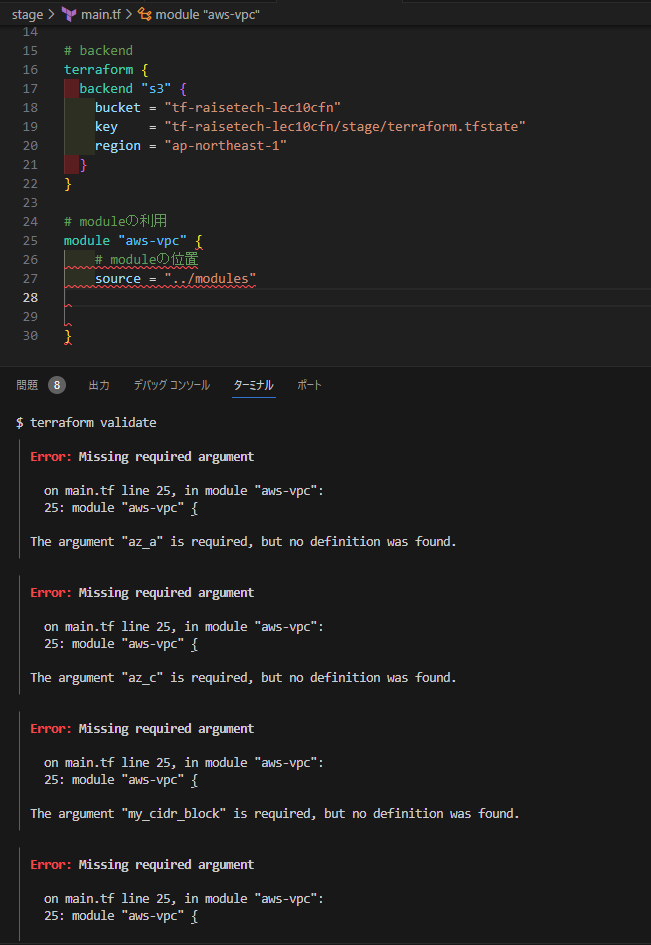 stage > main.tf > module "aws-vpc"
14
15 # backend
16 terraform {
17   backend "s3" {
18     bucket = "tf-raisetech-lec10cfn"
19     key    = "tf-raisetech-lec10cfn/stage/terraform.tfstate"
20     region = "ap-northeast-1"
21   }
22 }
23
24 # moduleの利用
25 module "aws-vpc" {
26     # moduleの位置
27     source = "../modules"
28
29
30 }
問題 8 出力 デバッグ コンソール ターミナル ポート
$ terraform validate
Error: Missing required argument
on main.tf line 25, in module "aws-vpc":
25: module "aws-vpc" {
The argument "az_a" is required, but no definition was found.
Error: Missing required argument
on main.tf line 25, in module "aws-vpc":
25: module "aws-vpc" {
The argument "az_c" is required, but no definition was found.
Error: Missing required argument
on main.tf line 25, in module "aws-vpc":
25: module "aws-vpc" {
The argument "my_cidr_block" is required, but no definition was found.
Error: Missing required argument
on main.tf line 25, in module "aws-vpc":
25: module "aws-vpc" {